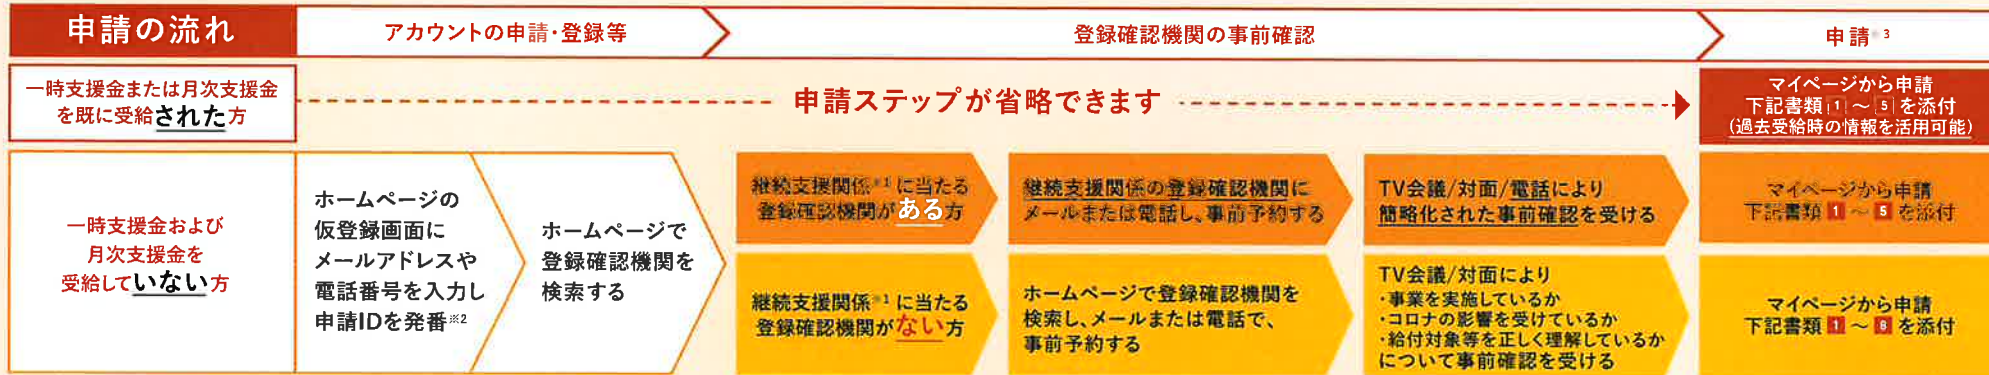 申請の流れ
アカウントの申請・登録等
登録確認機関の事前確認
申請※3
一時支援金または月次支援金
を既に受給された方
申請ステップが省略できます
マイページから申請
下記書類1～5を添付
(過去受給時の情報を活用可能)
一時支援金および
月次支援金を
受給していない方
ホームページの
仮登録画面に
メールアドレスや
電話番号を入力し
申請IDを発番※2
ホームページで
登録確認機関を
検索する
継続支援関係※1に当たる
登録確認機関がある方
継続支援関係の登録確認機関に
メールまたは電話し、事前予約する
TV会議/対面/電話により
簡略化された事前確認を受ける
マイページから申請
下記書類1～5を添付
継続支援関係※1に当たる
登録確認機関がない方
ホームページで登録確認機関を
検索し、メールまたは電話で、
事前予約する
TV会議/対面により
・事業を実施しているか
・コロナの影響を受けているか
・給付対象等を正しく理解しているか
について事前確認を受ける
マイページから申請
下記書類1～8を添付